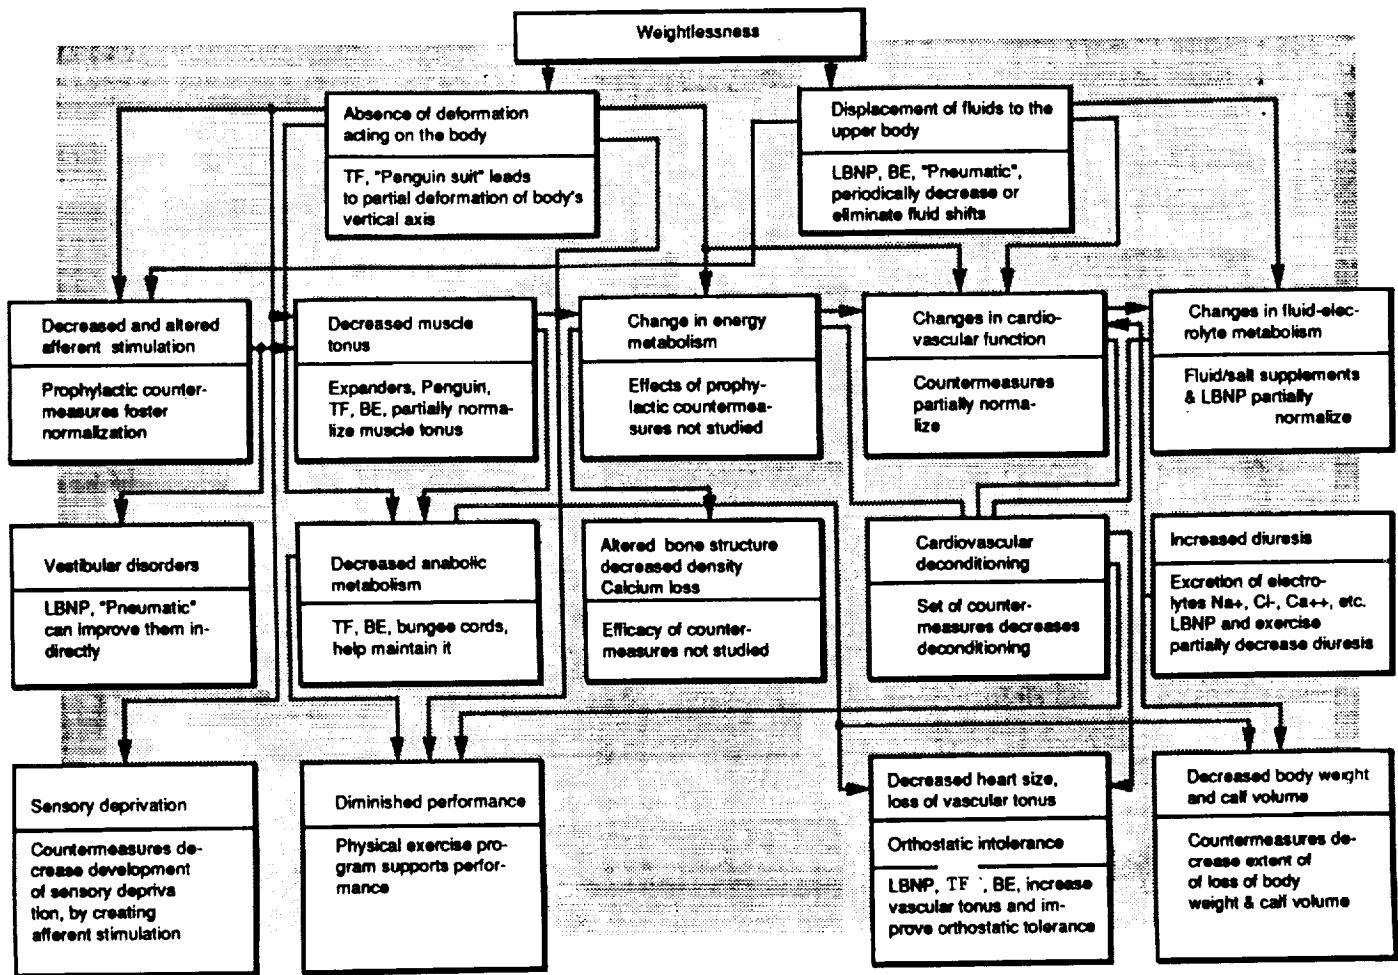 Weightlessness
Absence of deformation
acting on the body
TF, "Penguin suit" leads
to partial deformation of body's
vertical axis
Displacement of fluids to the
upper body
LBNP, BE, "Pneumatic",
periodically decrease or
eliminate fluid shifts
Decreased and altered
afferent stimulation
Prophylactic counter-
measures foster
normalization
Decreased muscle
tonus
Expanders, Penguin,
TF, BE, partially norma-
lize muscle tonus
Change in energy
metabolism
Effects of prophy-
lactic countermea-
sures not studied
Changes in cardio-
vascular function
Countermeasures
partially norma-
lize
Changes in fluid-elec-
rolyte metabolism
Fluid/salt supplements
& LBNP partially
normalize
Vestibular disorders
LBNP, "Pneumatic"
can improve them in-
directly
Decreased anabolic
metabolism
TF, BE, bungee cords,
help maintain it
Altered bone structure
decreased density
Calcium loss
Efficacy of counter-
measures not studied
Cardiovascular
deconditioning
Set of counter-
measures decreases
deconditioning
Increased diuresis
Excretion of electro-
lytes Na+, Cl-, Ca++, etc.
LBNP and exercise
partially decrease diuresis
Sensory deprivation
Countermeasures de-
crease development
of sensory depriva
tion, by creating
afferent stimulation
Diminished performance
Physical exercise pro
gram supports perfor-
mance
Decreased heart size,
loss of vascular tonus
Orthostatic intolerance
LBNP, TF , BE, increase
vascular tonus and im-
prove orthostatic tolerance
Decreased body weight
and calf volume
Countermeasures de-
crease extent of
of loss of body
weight & calf volume